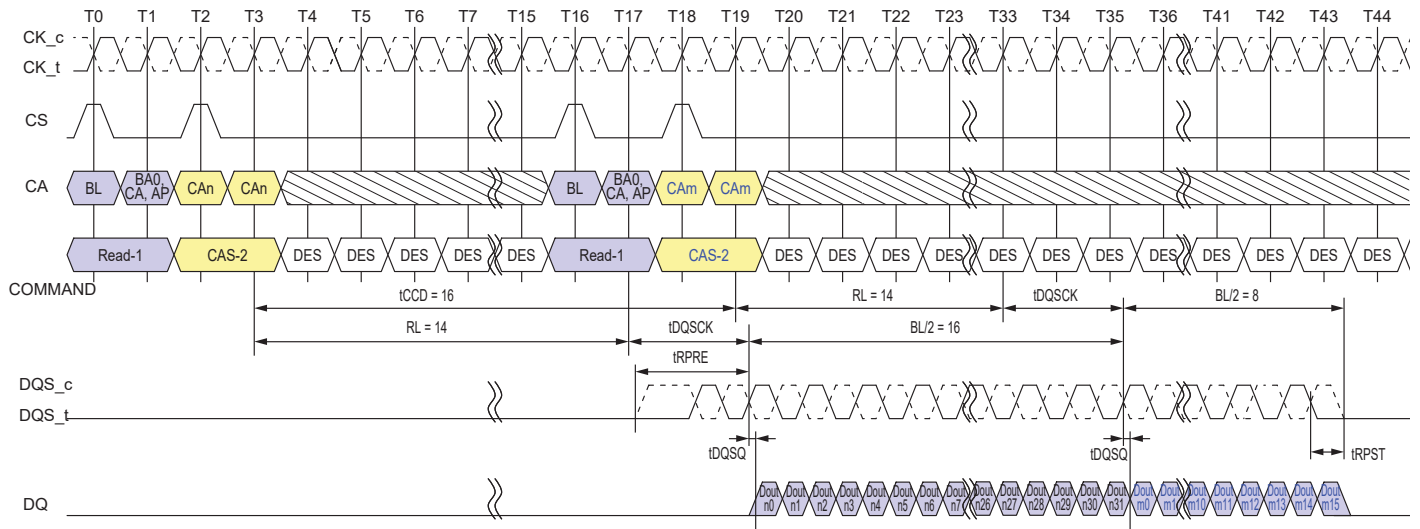 T0 T1 T2 T3 T4 T5 T6 T7 T15 T16 T17 T18 T19 T20 T21 T22 T23 T33 T34 T35 T36 T41 T42 T43 T44
CK_c
CK_t
CS
CA BL BA0, CA, AP CAn CAn BL BA0, CA, AP CAm CAm
Read-1 CAS-2 DES DES DES DES DES Read-1 CAS-2 DES DES DES DES DES DES DES DES DES DES DES DES
COMMAND
tCCD = 16 RL = 14 tDQSCK BL/2 = 8
RL = 14 tDQSCK BL/2 = 16
tRPRE
DQS_c
DQS_t
tDQSQ tDQSQ tRPST
DQ Dout n0 Dout n1 Dout n2 Dout n3 Dout n4 Dout n5 Dout n6 Dout n7 Dout n26 Dout n27 Dout n28 Dout n29 Dout n30 Dout n31 Dout m0 Dout m1 Dout m10 Dout m11 Dout m12 Dout m13 Dout m14 Dout m15